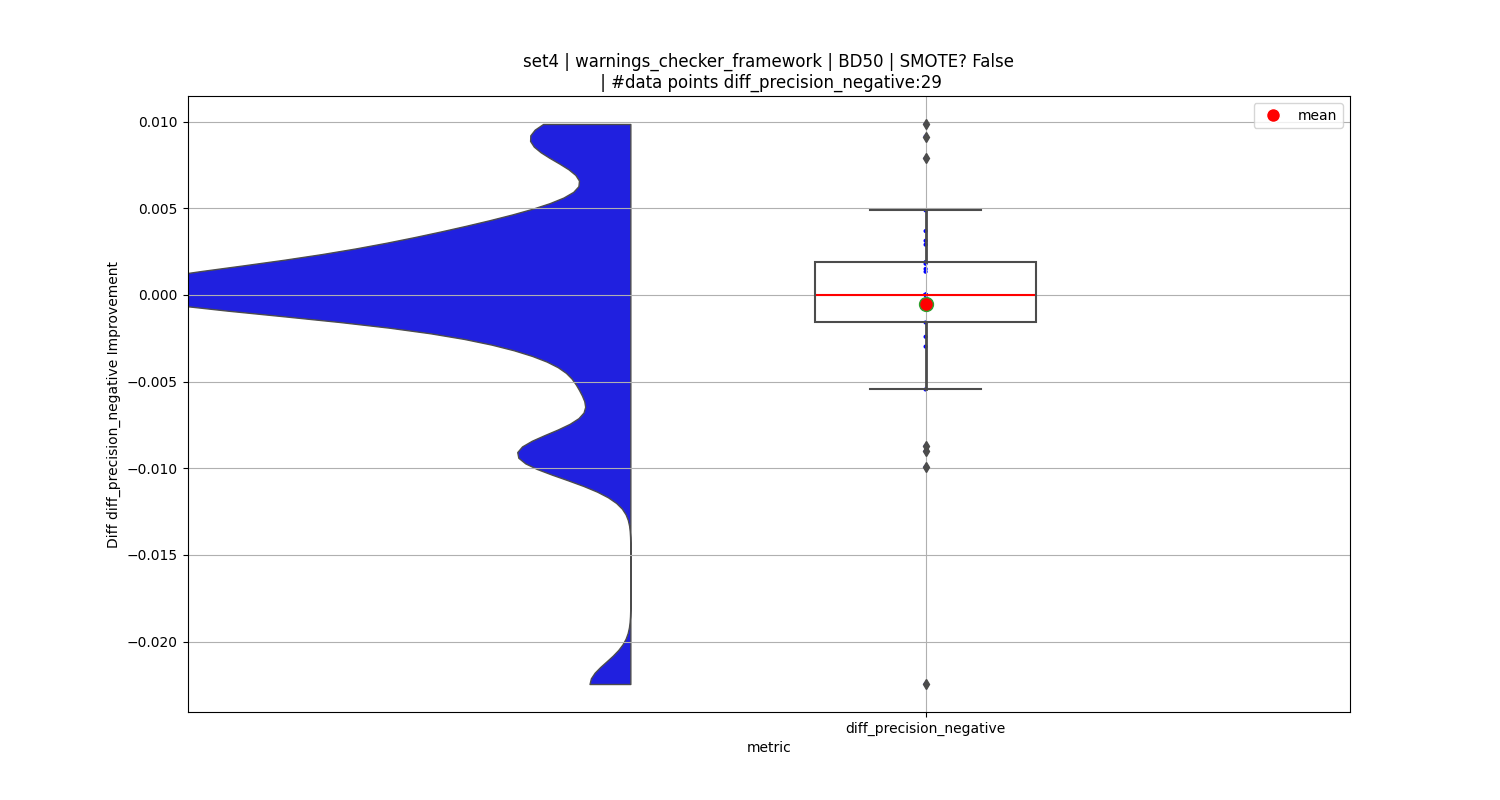 set4 | warnings_checker_framework | BD50 | SMOTE? False
| #data points diff_precision_negative:29
mean
0.010
0.005
0.000
−0.005
−0.010
−0.015
−0.020
Diff diff_precision_negative Improvement
diff_precision_negative
metric